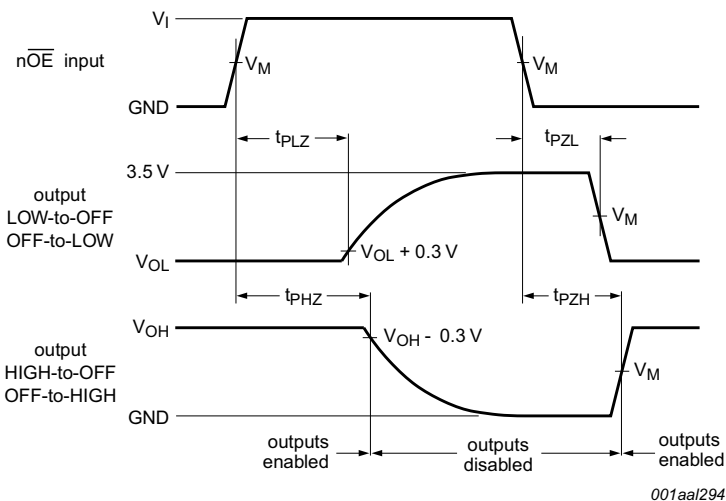 V_I
nO̅E̅ input
V_M
V_M
GND
t_PLZ
t_PZL
3.5 V
output
LOW-to-OFF
OFF-to-LOW
V_M
V_OL + 0.3 V
V_OL
t_PHZ
t_PZH
V_OH
V_OH - 0.3 V
output
HIGH-to-OFF
OFF-to-HIGH
V_M
GND
outputs
enabled
outputs
disabled
outputs
enabled
001aal294